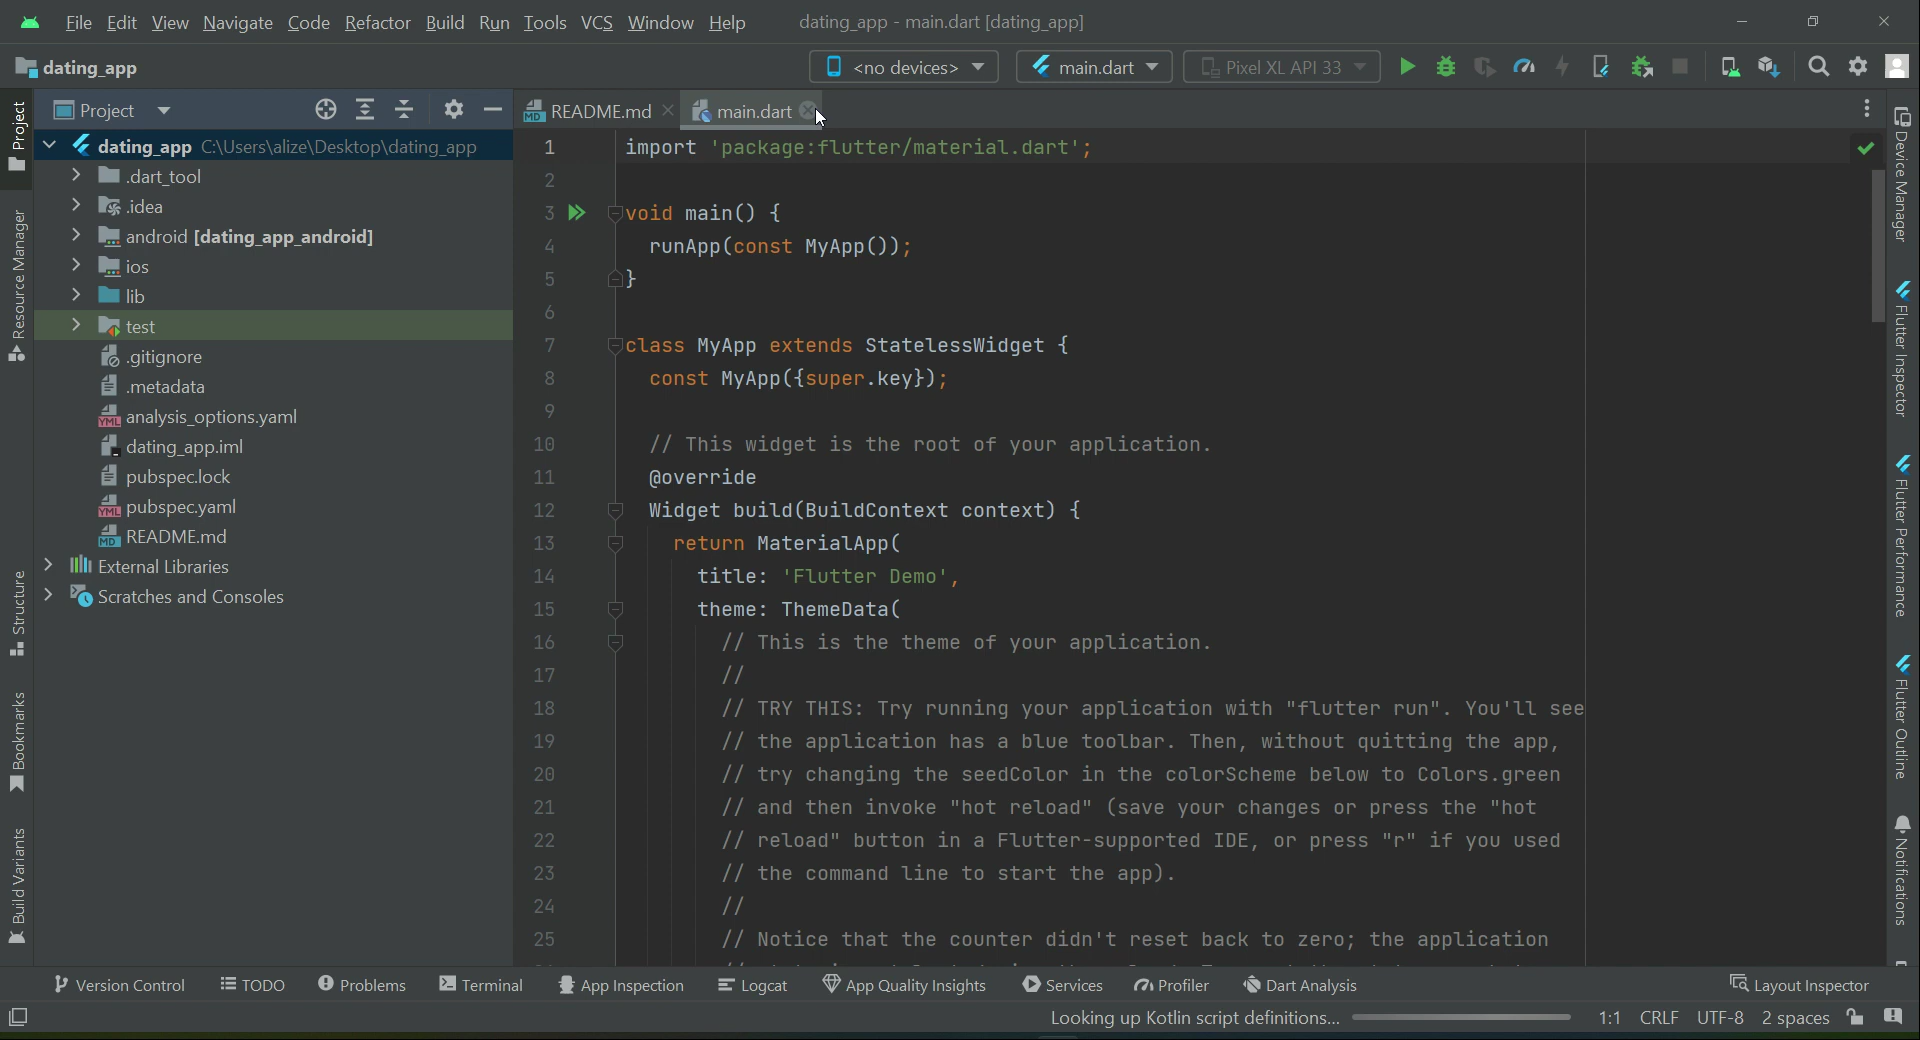 File Edit View Navigate Code Refactor Build Run Tools VCS Window Help dating_app - main.dart [dating_app]
dating_app <no devices> main.dart Pixel XL API 33
Project
README.md main.dart
dating_app C:\Users\alize\Desktop\dating_app
.dart_tool
.idea
android [dating_app_android]
ios
lib
test
.gitignore
.metadata
analysis_options.yaml
dating_app.iml
pubspec.lock
pubspec.yaml
README.md
External Libraries
Scratches and Consoles
1 import 'package:flutter/material.dart';
2
3 void main() {
4 runApp(const MyApp());
5 }
6
7 class MyApp extends StatelessWidget {
8 const MyApp({super.key});
9
10 // This widget is the root of your application.
11 @override
12 Widget build(BuildContext context) {
13 return MaterialApp(
14 title: 'Flutter Demo',
15 theme: ThemeData(
16 // This is the theme of your application.
17 //
18 // TRY THIS: Try running your application with "flutter run". You'll see
19 // the application has a blue toolbar. Then, without quitting the app,
20 // try changing the seedColor in the colorScheme below to Colors.green
21 // and then invoke "hot reload" (save your changes or press the "hot
22 // reload" button in a Flutter-supported IDE, or press "r" if you used
23 // the command line to start the app).
24 //
25 // Notice that the counter didn't reset back to zero; the application
Project
Resource Manager
Structure
Bookmarks
Build Variants
Device Manager
Flutter Inspector
Flutter Performance
Flutter Outline
Notifications
Version Control TODO Problems Terminal App Inspection Logcat App Quality Insights Services Profiler Dart Analysis Layout Inspector
Looking up Kotlin script definitions... 1:1 CRLF UTF-8 2 spaces